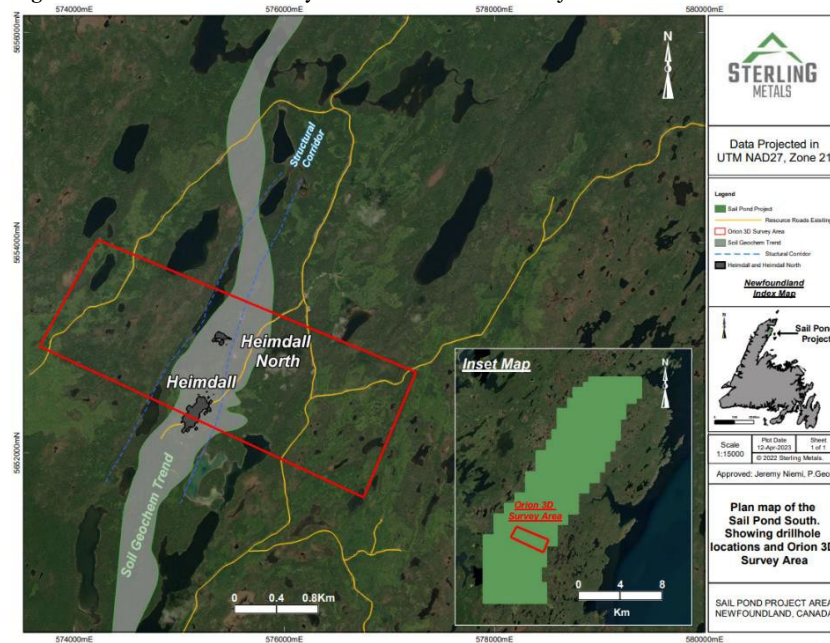 574000mE
576000mE
578000mE
580000mE
5656000mN
5654000mN
5652000mN
N
Structural
Corridor
Heimdall
North
Heimdall
Soil Geochem Trend
0 0.4 0.8Km
Inset Map
N
Orion 3D
Survey Area
0 4 8
Km
574000mE
576000mE
578000mE
580000mE
STERLING
METALS
Data Projected in
UTM NAD27, Zone 21
Legend
Sail Pond Project
Resource Roads Existing
Orion 3D Survey Area
Soil Geochem Trend
Stuctural Corridor
Heimdall and Heimdall North
Newfoundland
Index Map
Sail Pond
Project
Scale
1:15000
Plot Date
12-Apr-2023
Sheet
1 of 1
© 2022 Sterling Metals.
Approved: Jeremy Niemi, P.Geo
Plan map of the
Sail Pond South.
Showing drillhole
locations and Orion 3D
Survey Area
SAIL POND PROJECT AREA
NEWFOUNDLAND, CANADA